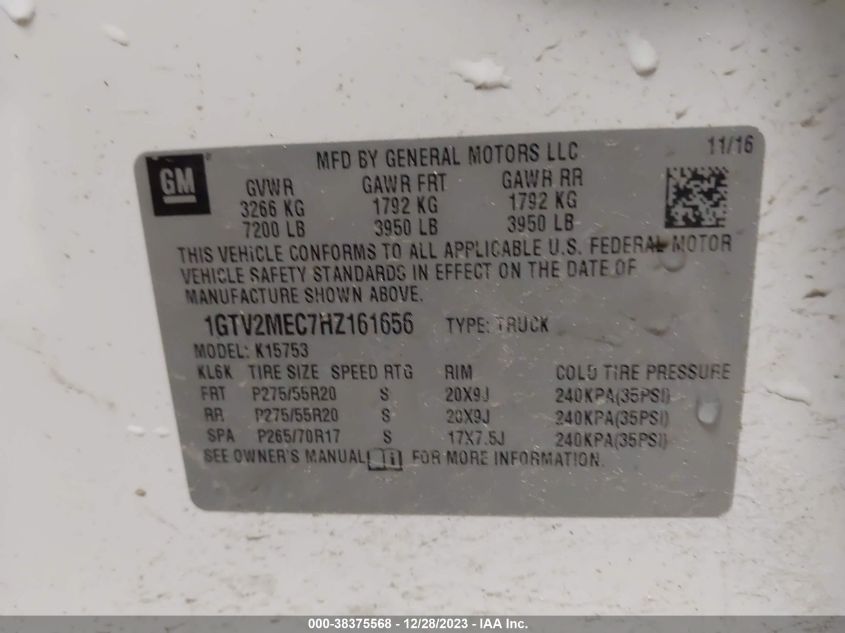 GM
MFD BY GENERAL MOTORS LLC 11/16
GVWR GAWR FRT GAWR RR
3266 KG 1792 KG 1792 KG
7200 LB 3950 LB 3950 LB
THIS VEHICLE CONFORMS TO ALL APPLICABLE U.S. FEDERAL MOTOR
VEHICLE SAFETY STANDARDS IN EFFECT ON THE DATE OF
MANUFACTURE SHOWN ABOVE.
1GTV2MEC7HZ161656 TYPE: TRUCK
MODEL: K15753
KL6K TIRE SIZE SPEED RTG RIM COLD TIRE PRESSURE
FRT P275/55R20 S 20X9J 240KPA(35PSI)
RR P275/55R20 S 20X9J 240KPA(35PSI)
SPA P265/70R17 S 17X7.5J 240KPA(35PSI)
SEE OWNER'S MANUAL i FOR MORE INFORMATION.
000-38375568 - 12/28/2023 - IAA Inc.